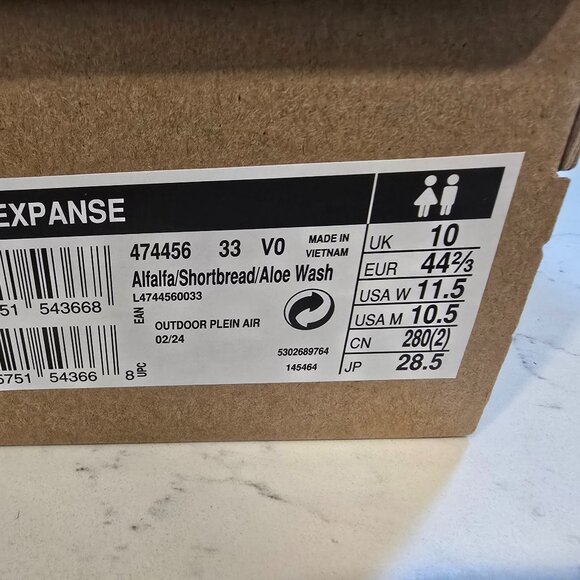 EXPANSE
474456 33 V0 MADE IN VIETNAM
Alfalfa/Shortbread/Aloe Wash
L4744560033
51 543668
EAN
OUTDOOR PLEIN AIR
02/24
5302689764
145464
6751 54366 8
UPC
UK 10
EUR 44⅔
USA W 11.5
USA M 10.5
CN 280(2)
JP 28.5